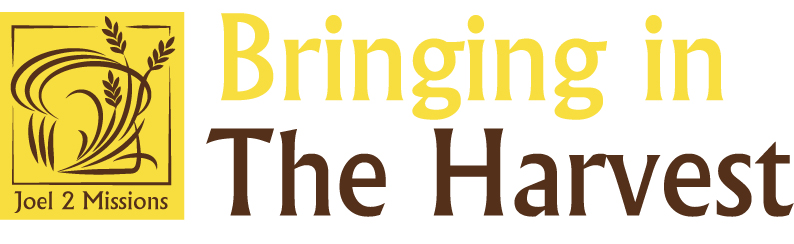 Joel 2 Missions
Bringing in
The Harvest